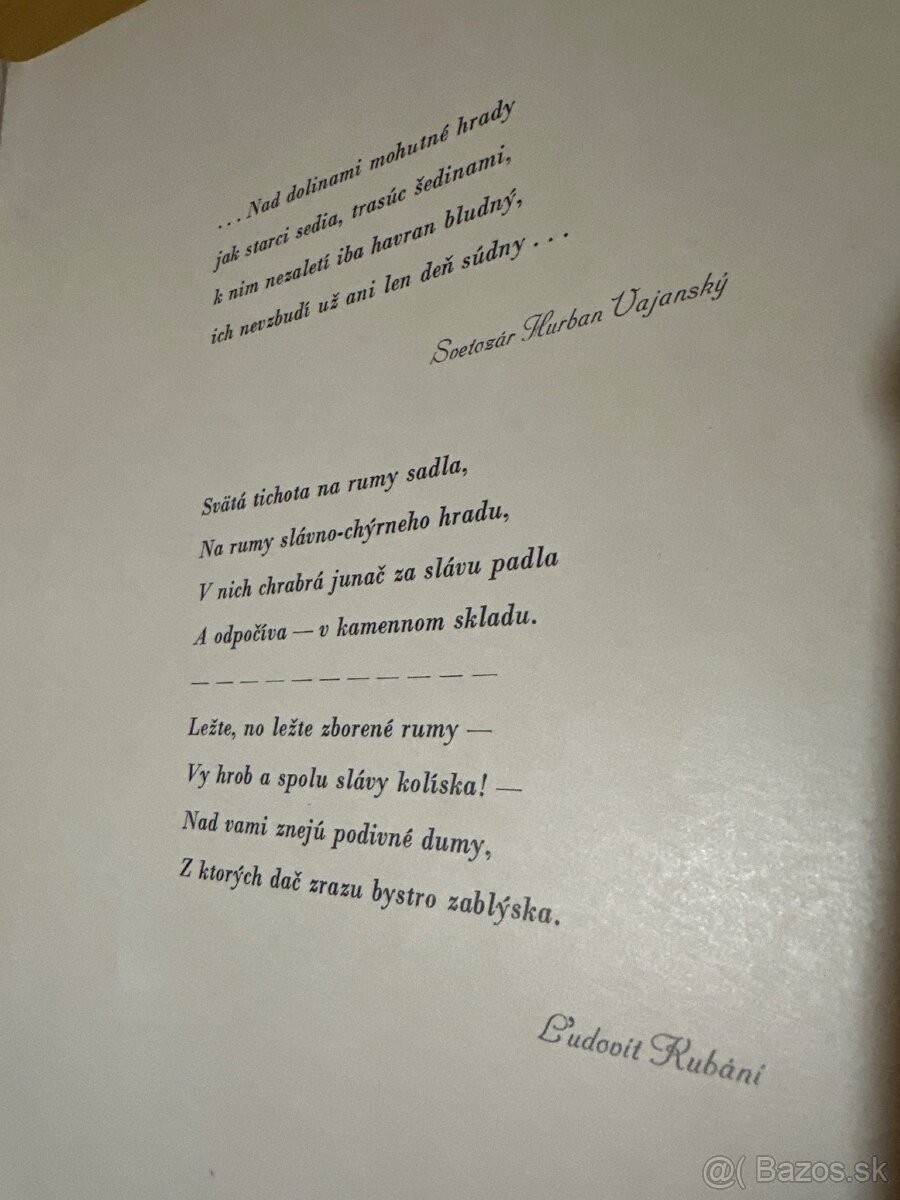 ...Nad dolinami mohutné hrady
jak starci sedia, trasúc šedinami,
k nim nezaletí iba havran bludný,
ich nevzbudí už ani len deň súdny...
Svetozár Hurban Vajanský
Svätá tichota na rumy sadla,
Na rumy slávno-chýrneho hradu,
V nich chrabrá junač za slávu padla
A odpočíva — v kamennom skladu.
— — — — — — — — — — — —
Ležte, no ležte zborené rumy —
Vy hrob a spolu slávy kolíska! —
Nad vami znejú podivné dumy,
Z ktorých dač zrazu bystro zablýska.
Ľudovít Kubáni
@( Bazos.sk